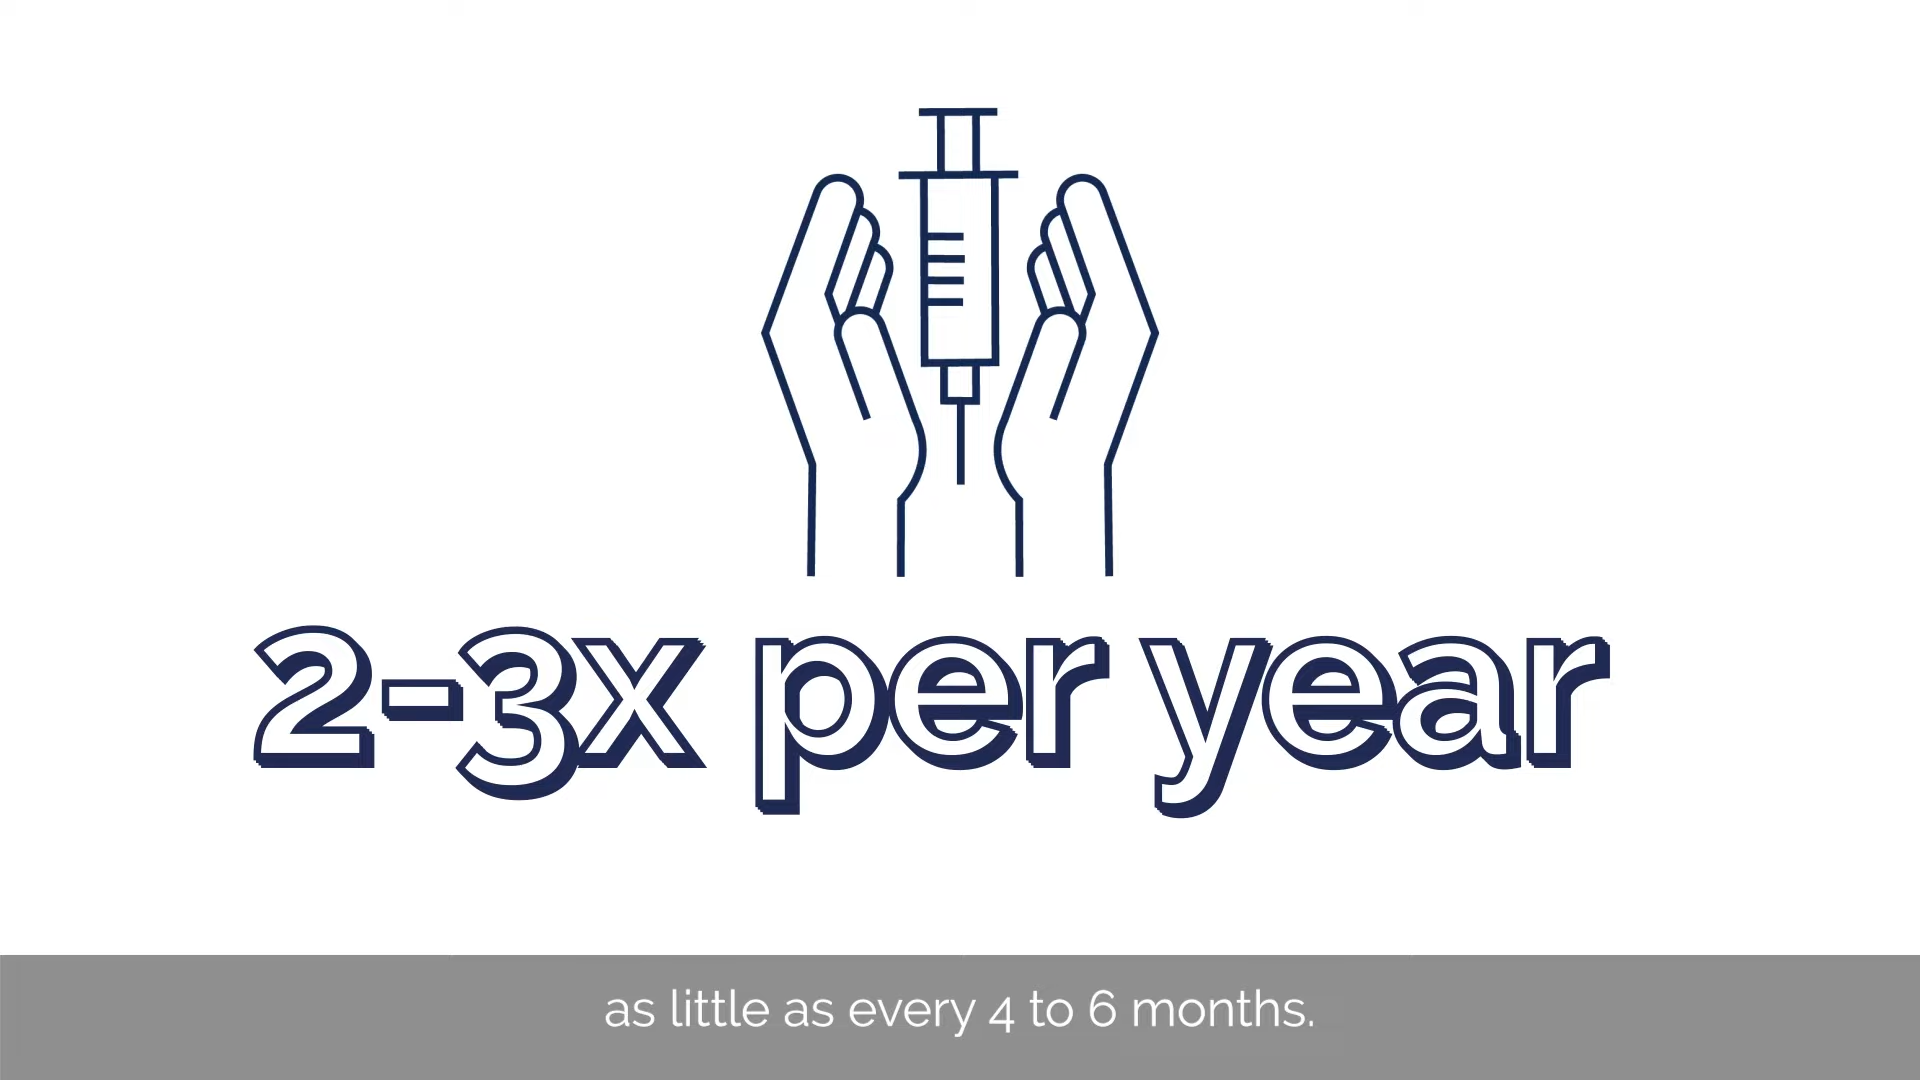 2-3x per year
as little as every 4 to 6 months.